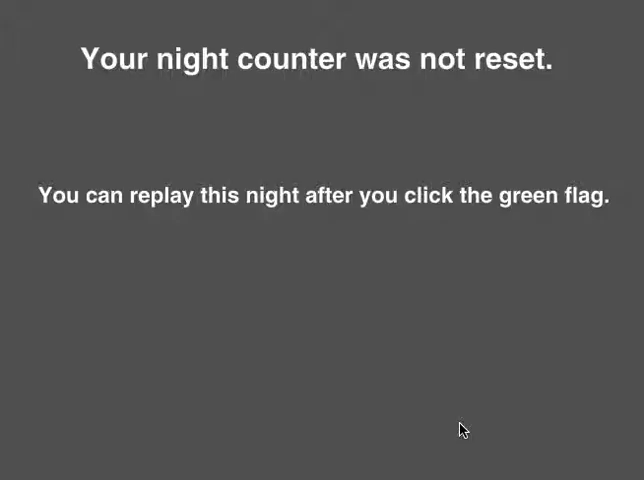 Your night counter was not reset.
You can replay this night after you click the green flag.